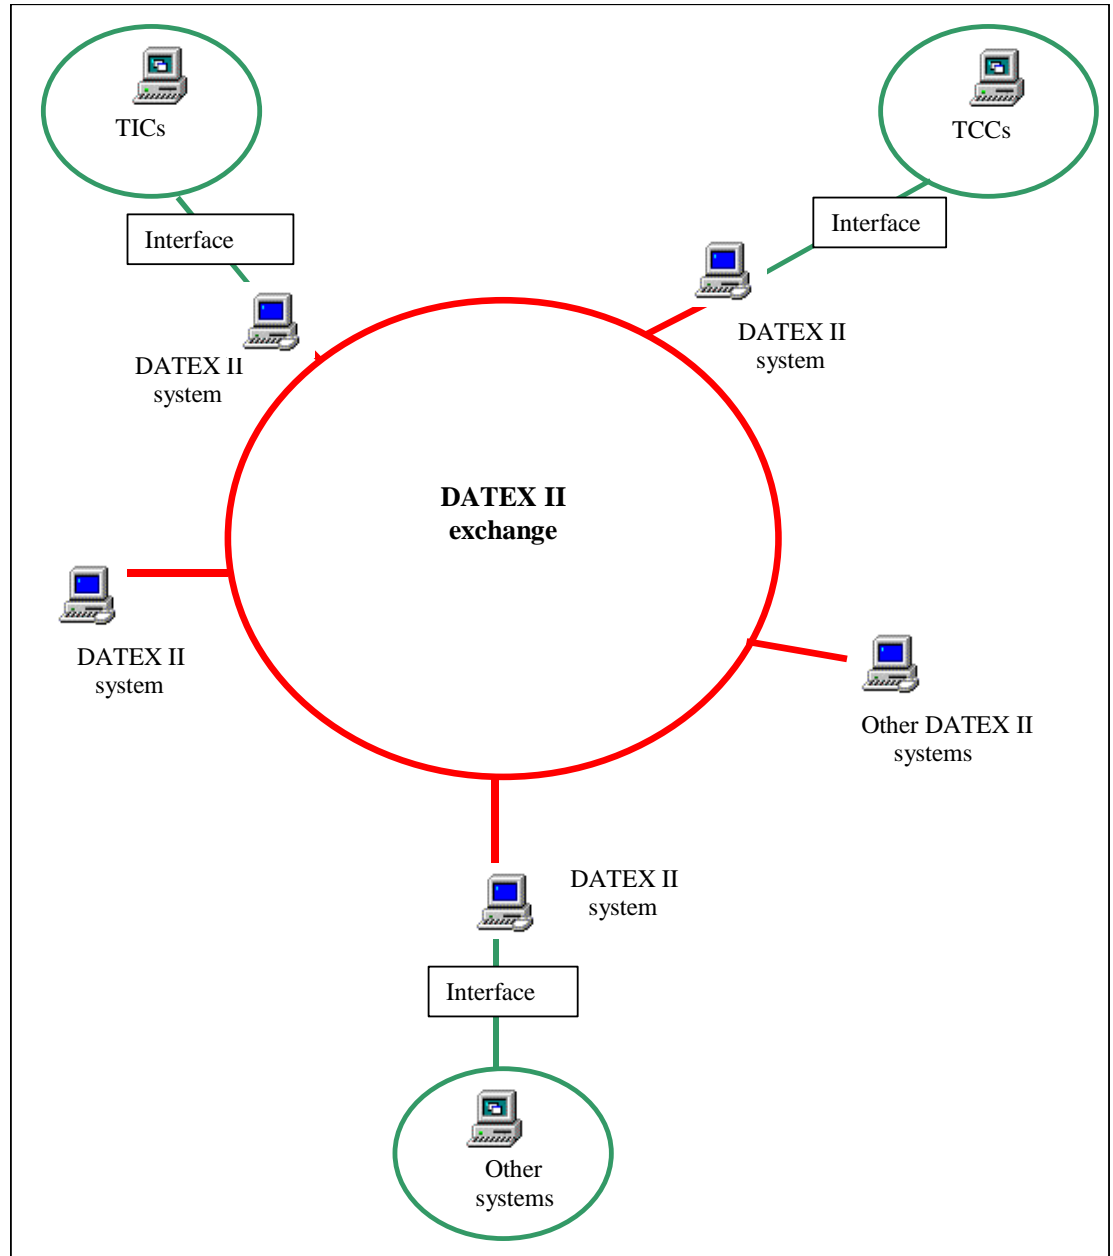 TICs
TCCs
Interface
Interface
DATEX II
system
DATEX II
system
DATEX II
exchange
DATEX II
system
Other DATEX II
systems
DATEX II
system
Interface
Other
systems